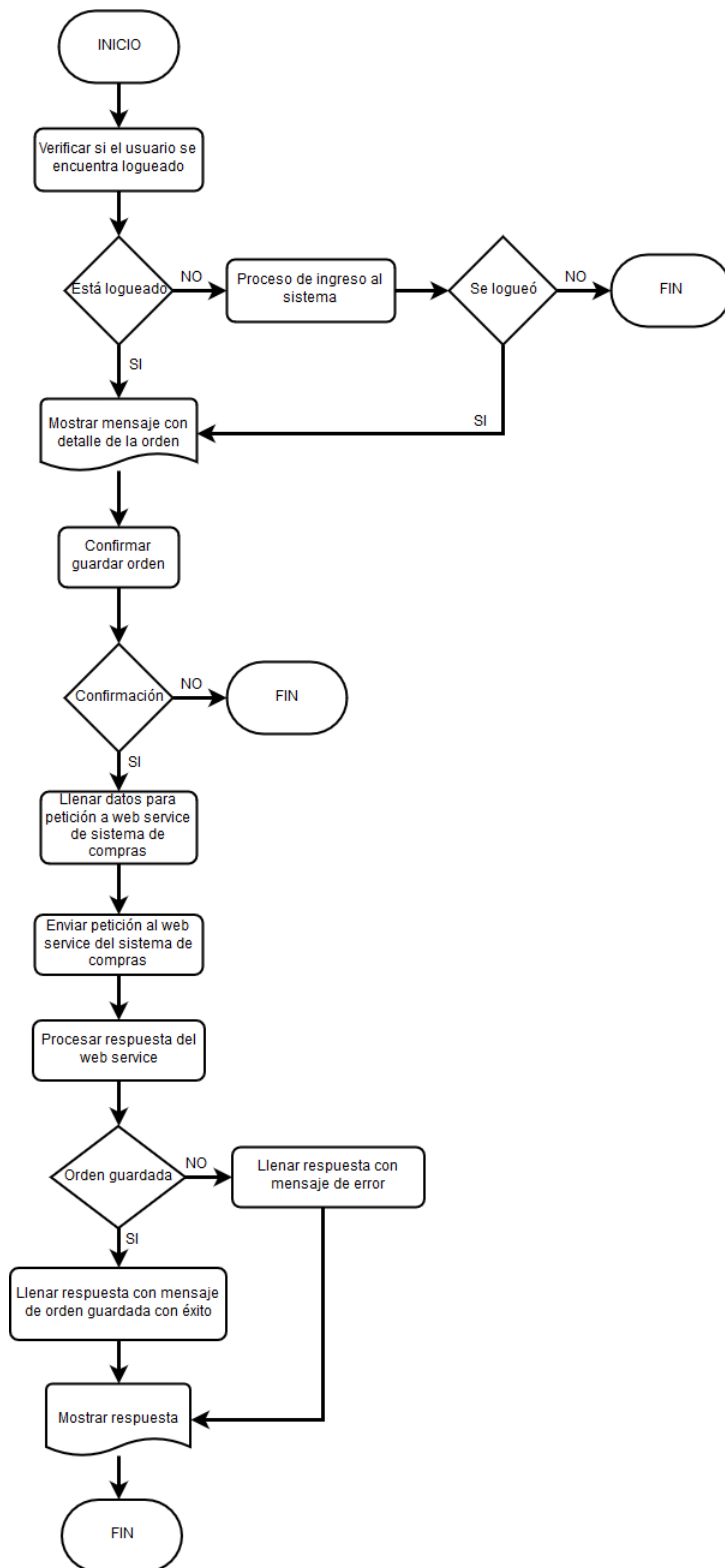 INICIO
Verificar si el usuario se
encuentra logueado
Está logueado
NO
Proceso de ingreso al
sistema
Se logueó
NO
FIN
SI
SI
Mostrar mensaje con
detalle de la orden
Confirmar
guardar orden
Confirmación
NO
FIN
SI
Llenar datos para
petición a web service
de sistema de
compras
Enviar petición al web
service del sistema de
compras
Procesar respuesta del
web service
Orden guardada
NO
Llenar respuesta con
mensaje de error
SI
Llenar respuesta con mensaje
de orden guardada con éxito
Mostrar respuesta
FIN